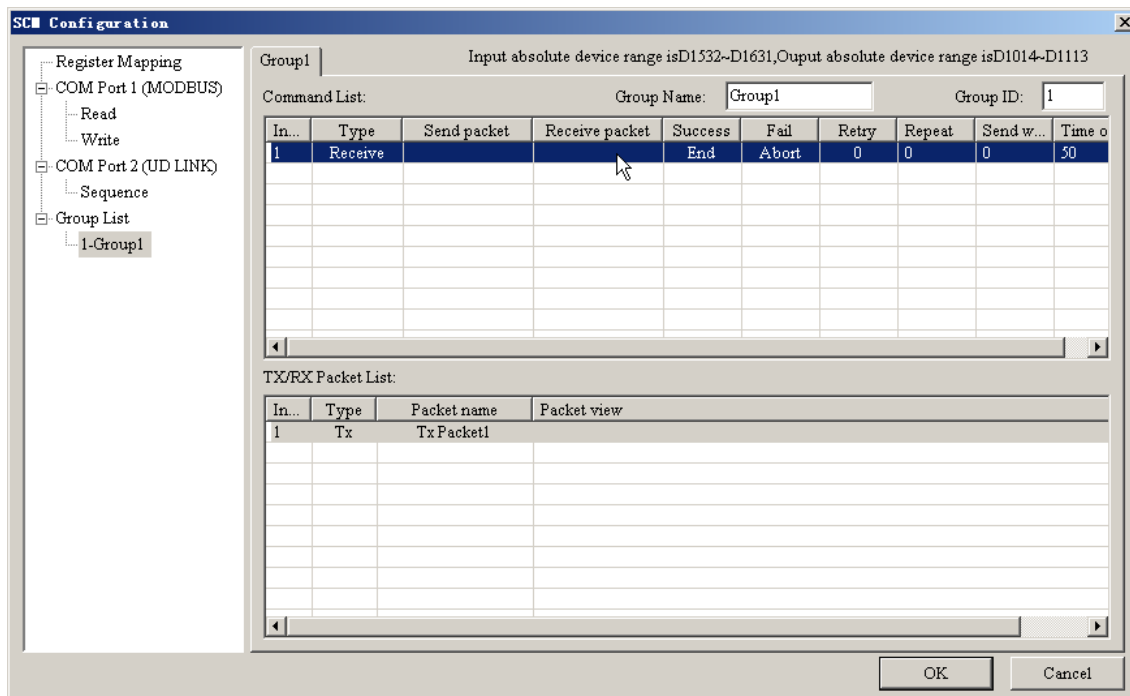 SCM Configuration
Register Mapping
COM Port 1 (MODBUS)
Read
Write
COM Port 2 (UD LINK)
Sequence
Group List
1-Group1
Group1
Input absolute device range isD1532~D1631,Ouput absolute device range isD1014~D1113
Command List: Group Name: Group1 Group ID: 1
In... Type Send packet Receive packet Success Fail Retry Repeat Send w... Time o
1 Receive End Abort 0 0 0 50
TX/RX Packet List:
In... Type Packet name Packet view
1 Tx Tx Packet1
OK Cancel